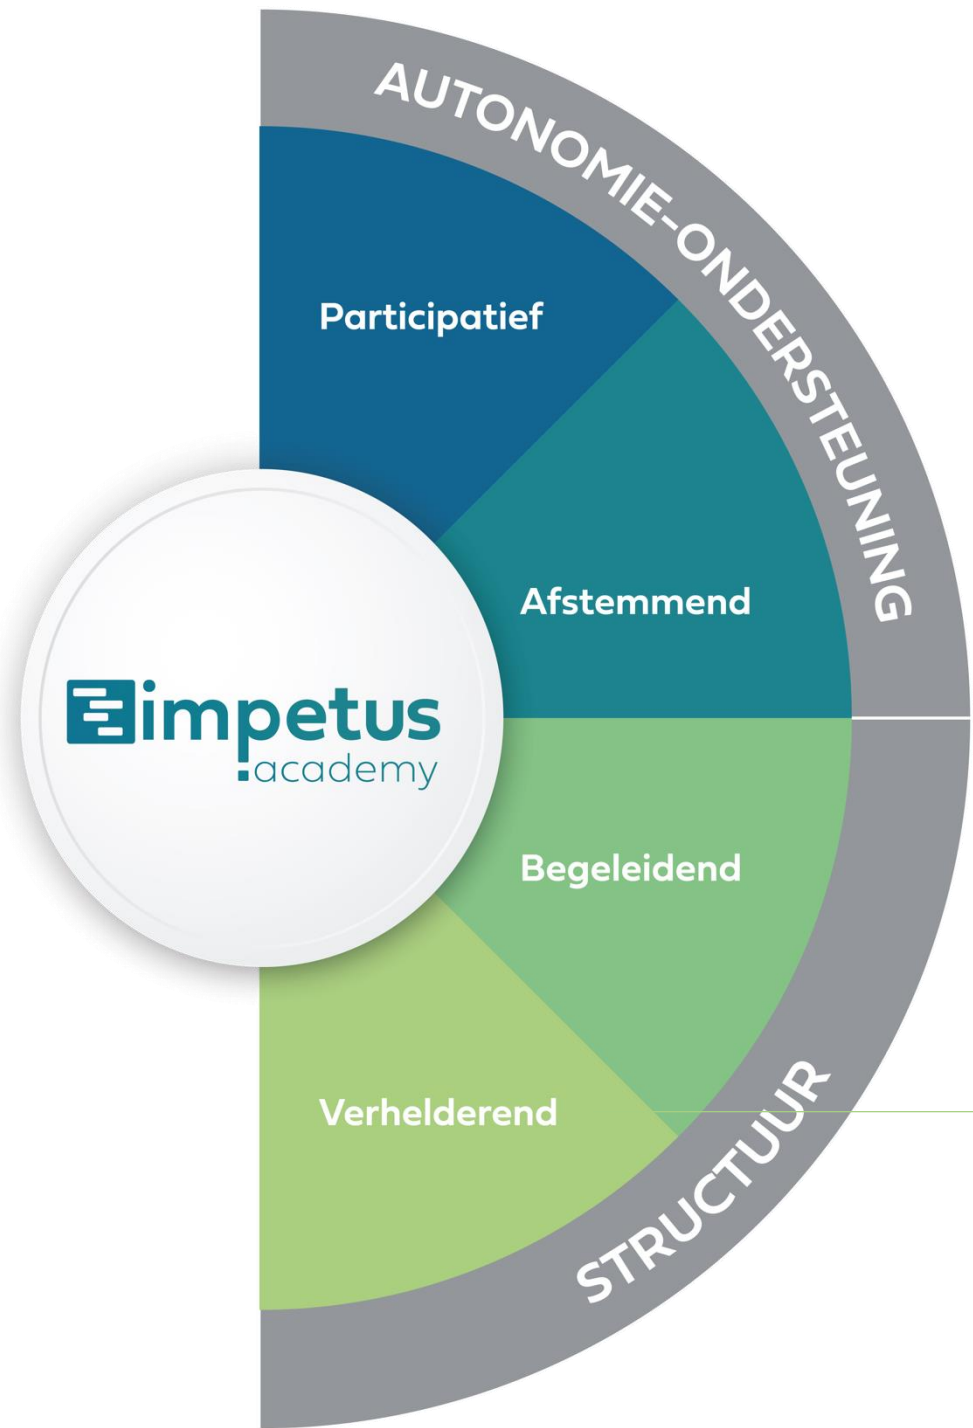 AUTONOMIE-ONDERSTEUNING
Participatief
Afstemmend
impetus
academy
Begeleidend
Verhelderend
STRUCTUUR